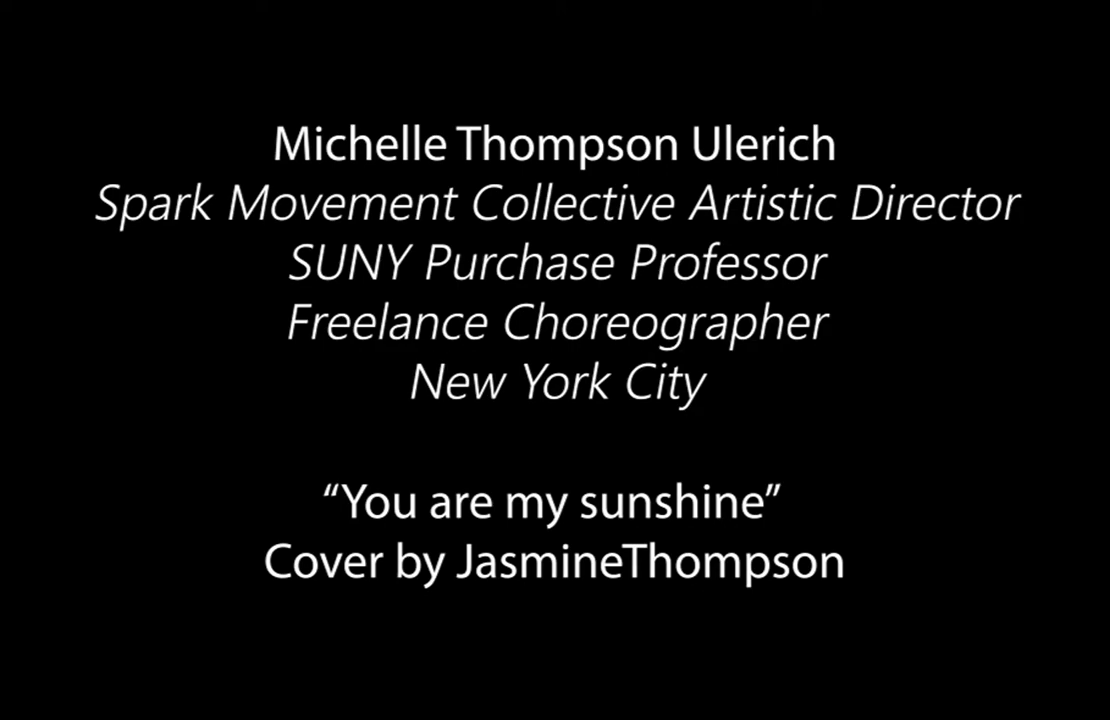 Michelle Thompson Ulerich
Spark Movement Collective Artistic Director
SUNY Purchase Professor
Freelance Choreographer
New York City
“You are my sunshine”
Cover by JasmineThompson